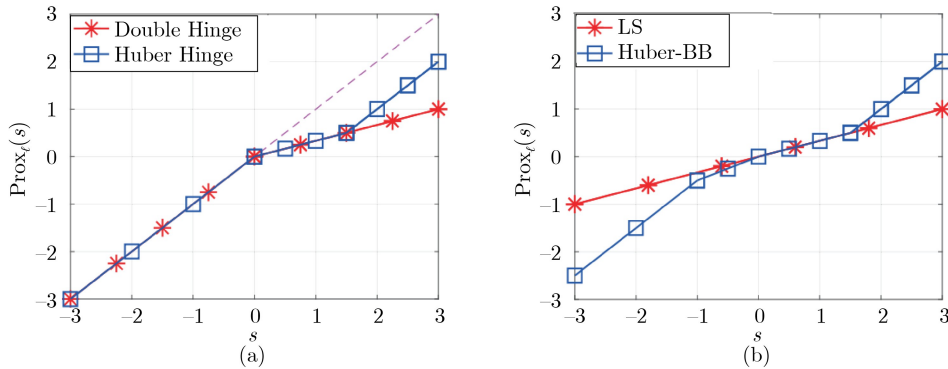 3
2
1
0
−1
−2
−3
Prox_ℓ(s)
Double Hinge
Huber Hinge
−3 −2 −1 0 1 2 3
s
(a)
3
2
1
0
−1
−2
−3
Prox_ℓ(s)
LS
Huber-BB
−3 −2 −1 0 1 2 3
s
(b)